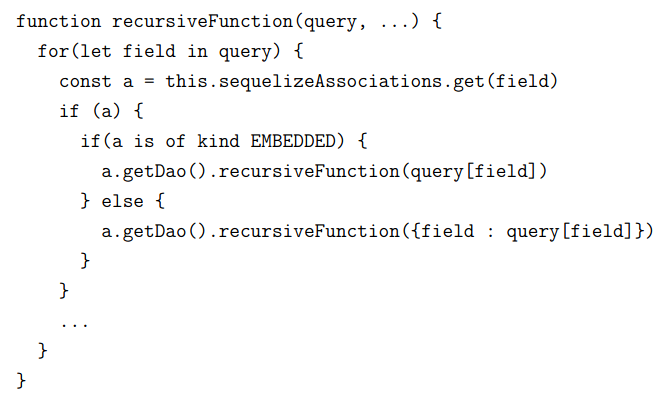 function recursiveFunction(query, ...) {
  for(let field in query) {
    const a = this.sequelizeAssociations.get(field)
    if (a) {
      if(a is of kind EMBEDDED) {
        a.getDao().recursiveFunction(query[field])
      } else {
        a.getDao().recursiveFunction({field : query[field]})
      }
    }
    ...
  }
}